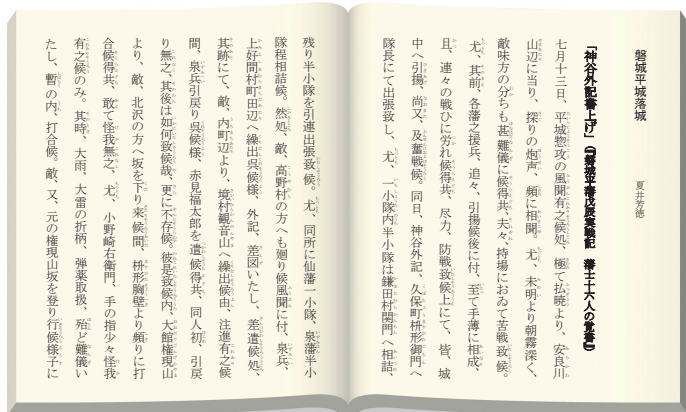 磐城平城落城
夏井芳徳
「神谷外記書上げ」(『磐城平藩戊辰実戦記 藩士十六人の覚書』)
七月十三日、平城惣攻の風聞有之候処、極て払暁より、安良川
山辺に当り、探りの炮声、頻に相聞。尤、未明より朝霧深く、
敵味方の分ちも甚難儀に候得共、夫々、持場におゐて苦戦致候。
尤、其前、各藩之援兵、追々、引揚候後に付、至て手薄に相成、
且、連々の戦ひに労れ候得共、尽力、防戦致候上にて、皆、城
中へ引揚、尚又、及奮戦候。同日、神谷外記、久保町枡形御門へ
隊長にて出張致し、尤、一小隊内半小隊は鎌田村関門へ相詰、
残り半小隊を引連出張致候。尤、同所に仙藩一小隊、泉藩半小
隊程相詰候。然処、敵、高野村の方へも廻り候風聞に付、泉兵、
上好間村町田辺へ繰出呉候様、外記、差図いたし、差遣候処、
其跡にて、敵、内町辺より、境村観音山へ繰出候由、注進有之候
間、泉兵引戻り呉候様、赤見福太郎を遣候得共、同人初、引戻
り無之、其後は如何致候哉、更に不存候。彼是致候内、大館権現山
より、敵、北沢の方へ坂を下り来候間、枡形胸壁より頻りに打
合候得共、敢て怪我無之、尤、小野崎右衛門、手の指少々怪我
有之候のみ。其時、大雨、大雷の折柄、弾薬取扱、殆ど難儀い
たし、暫の内、打合候。敵、又、元の権現山坂を登り行候様子に